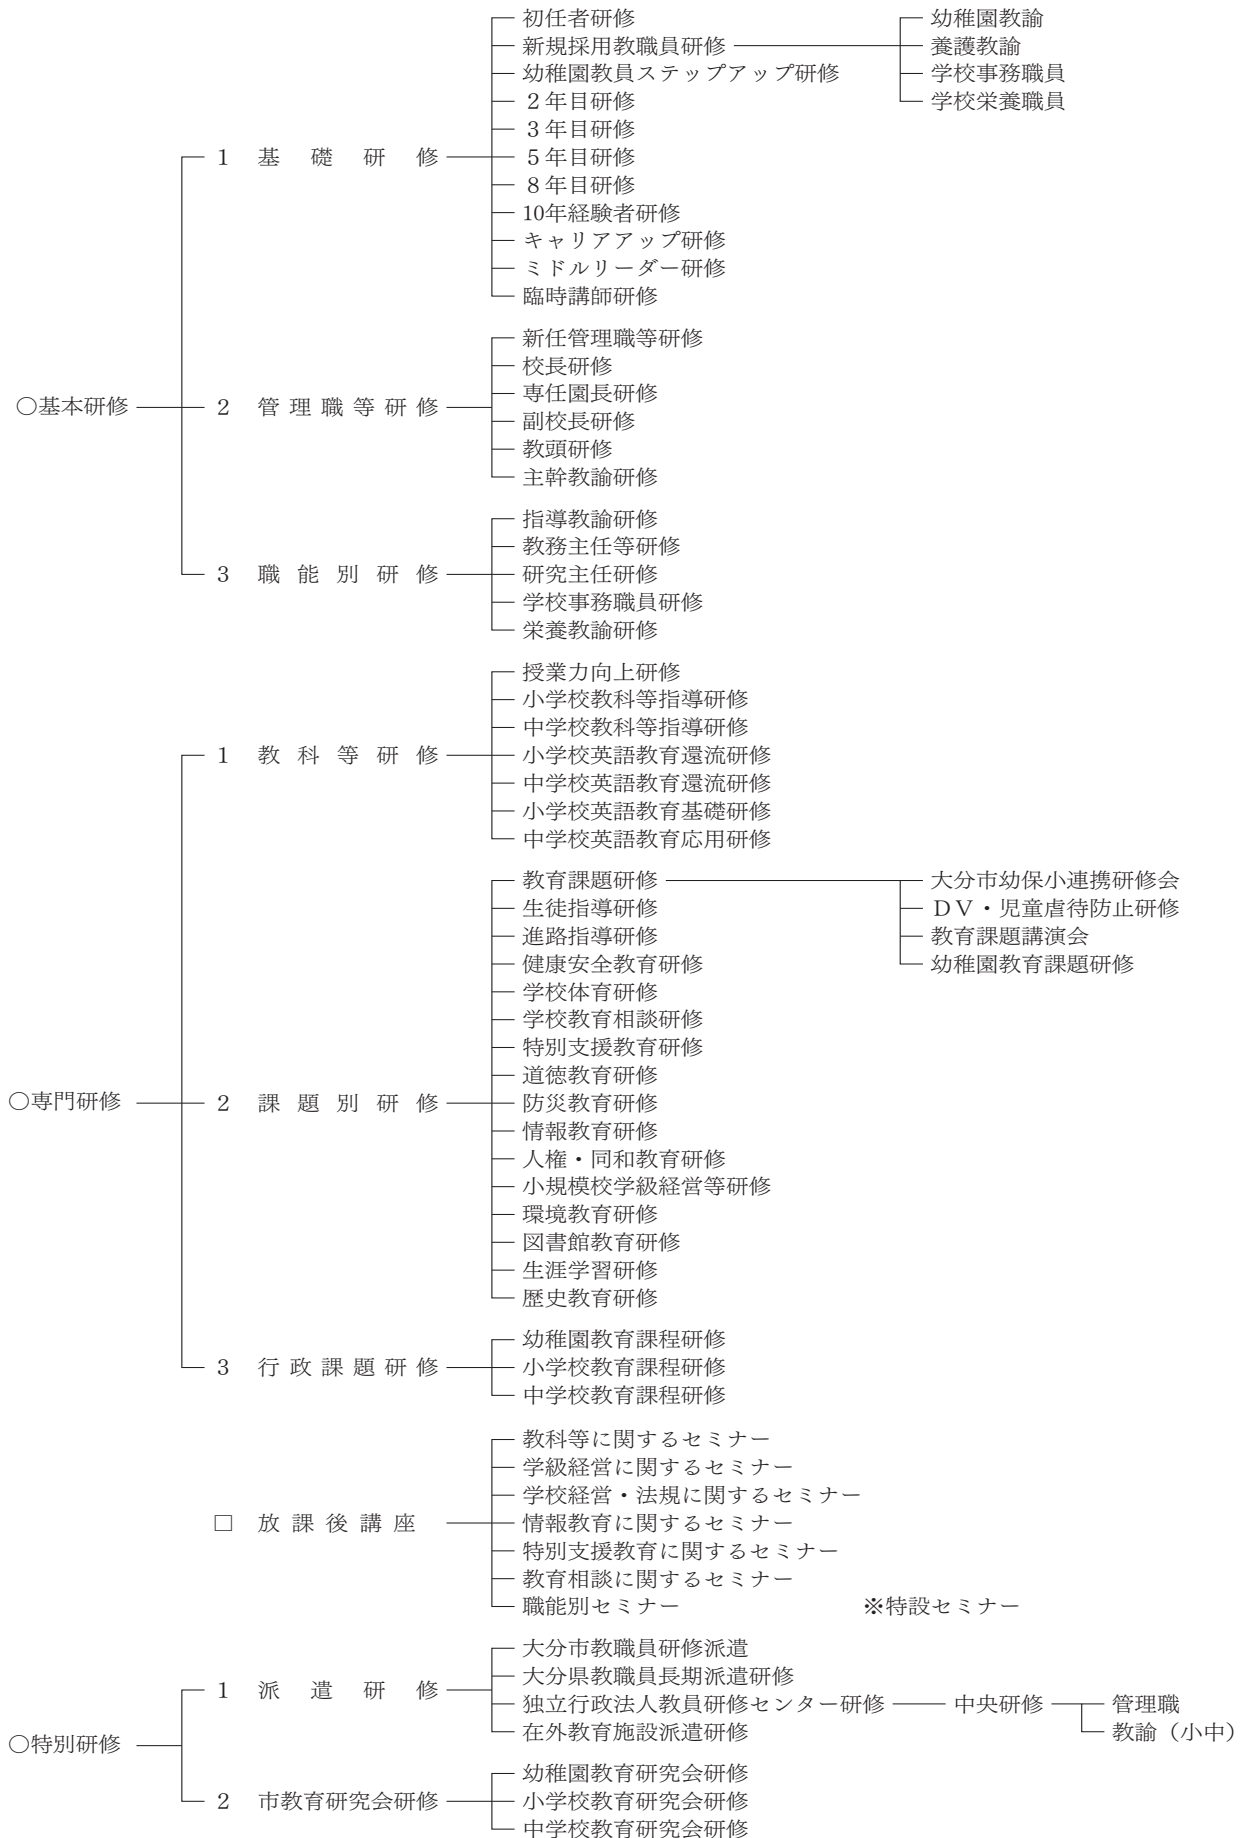 初任者研修
新規採用教職員研修
幼稚園教諭
養護教諭
学校事務職員
学校栄養職員
幼稚園教員ステップアップ研修
２年目研修
３年目研修
1 基礎研修
５年目研修
８年目研修
10年経験者研修
キャリアアップ研修
ミドルリーダー研修
臨時講師研修
新任管理職等研修
校長研修
専任園長研修
○基本研修
2 管理職等研修
副校長研修
教頭研修
主幹教諭研修
指導教諭研修
教務主任等研修
3 職能別研修
研究主任研修
学校事務職員研修
栄養教諭研修
授業力向上研修
小学校教科等指導研修
中学校教科等指導研修
1 教科等研修
小学校英語教育還流研修
中学校英語教育還流研修
小学校英語教育基礎研修
中学校英語教育応用研修
教育課題研修
大分市幼保小連携研修会
ＤＶ・児童虐待防止研修
教育課題講演会
幼稚園教育課題研修
生徒指導研修
進路指導研修
健康安全教育研修
学校体育研修
学校教育相談研修
特別支援教育研修
道徳教育研修
○専門研修
2 課題別研修
防災教育研修
情報教育研修
人権・同和教育研修
小規模校学級経営等研修
環境教育研修
図書館教育研修
生涯学習研修
歴史教育研修
幼稚園教育課程研修
3 行政課題研修
小学校教育課程研修
中学校教育課程研修
教科等に関するセミナー
学級経営に関するセミナー
学校経営・法規に関するセミナー
□ 放課後講座
情報教育に関するセミナー
特別支援教育に関するセミナー
教育相談に関するセミナー
職能別セミナー ※特設セミナー
大分市教職員研修派遣
大分県教職員長期派遣研修
1 派遣研修
独立行政法人教員研修センター研修
中央研修
管理職
教諭（小中）
在外教育施設派遣研修
○特別研修
幼稚園教育研究会研修
2 市教育研究会研修
小学校教育研究会研修
中学校教育研究会研修